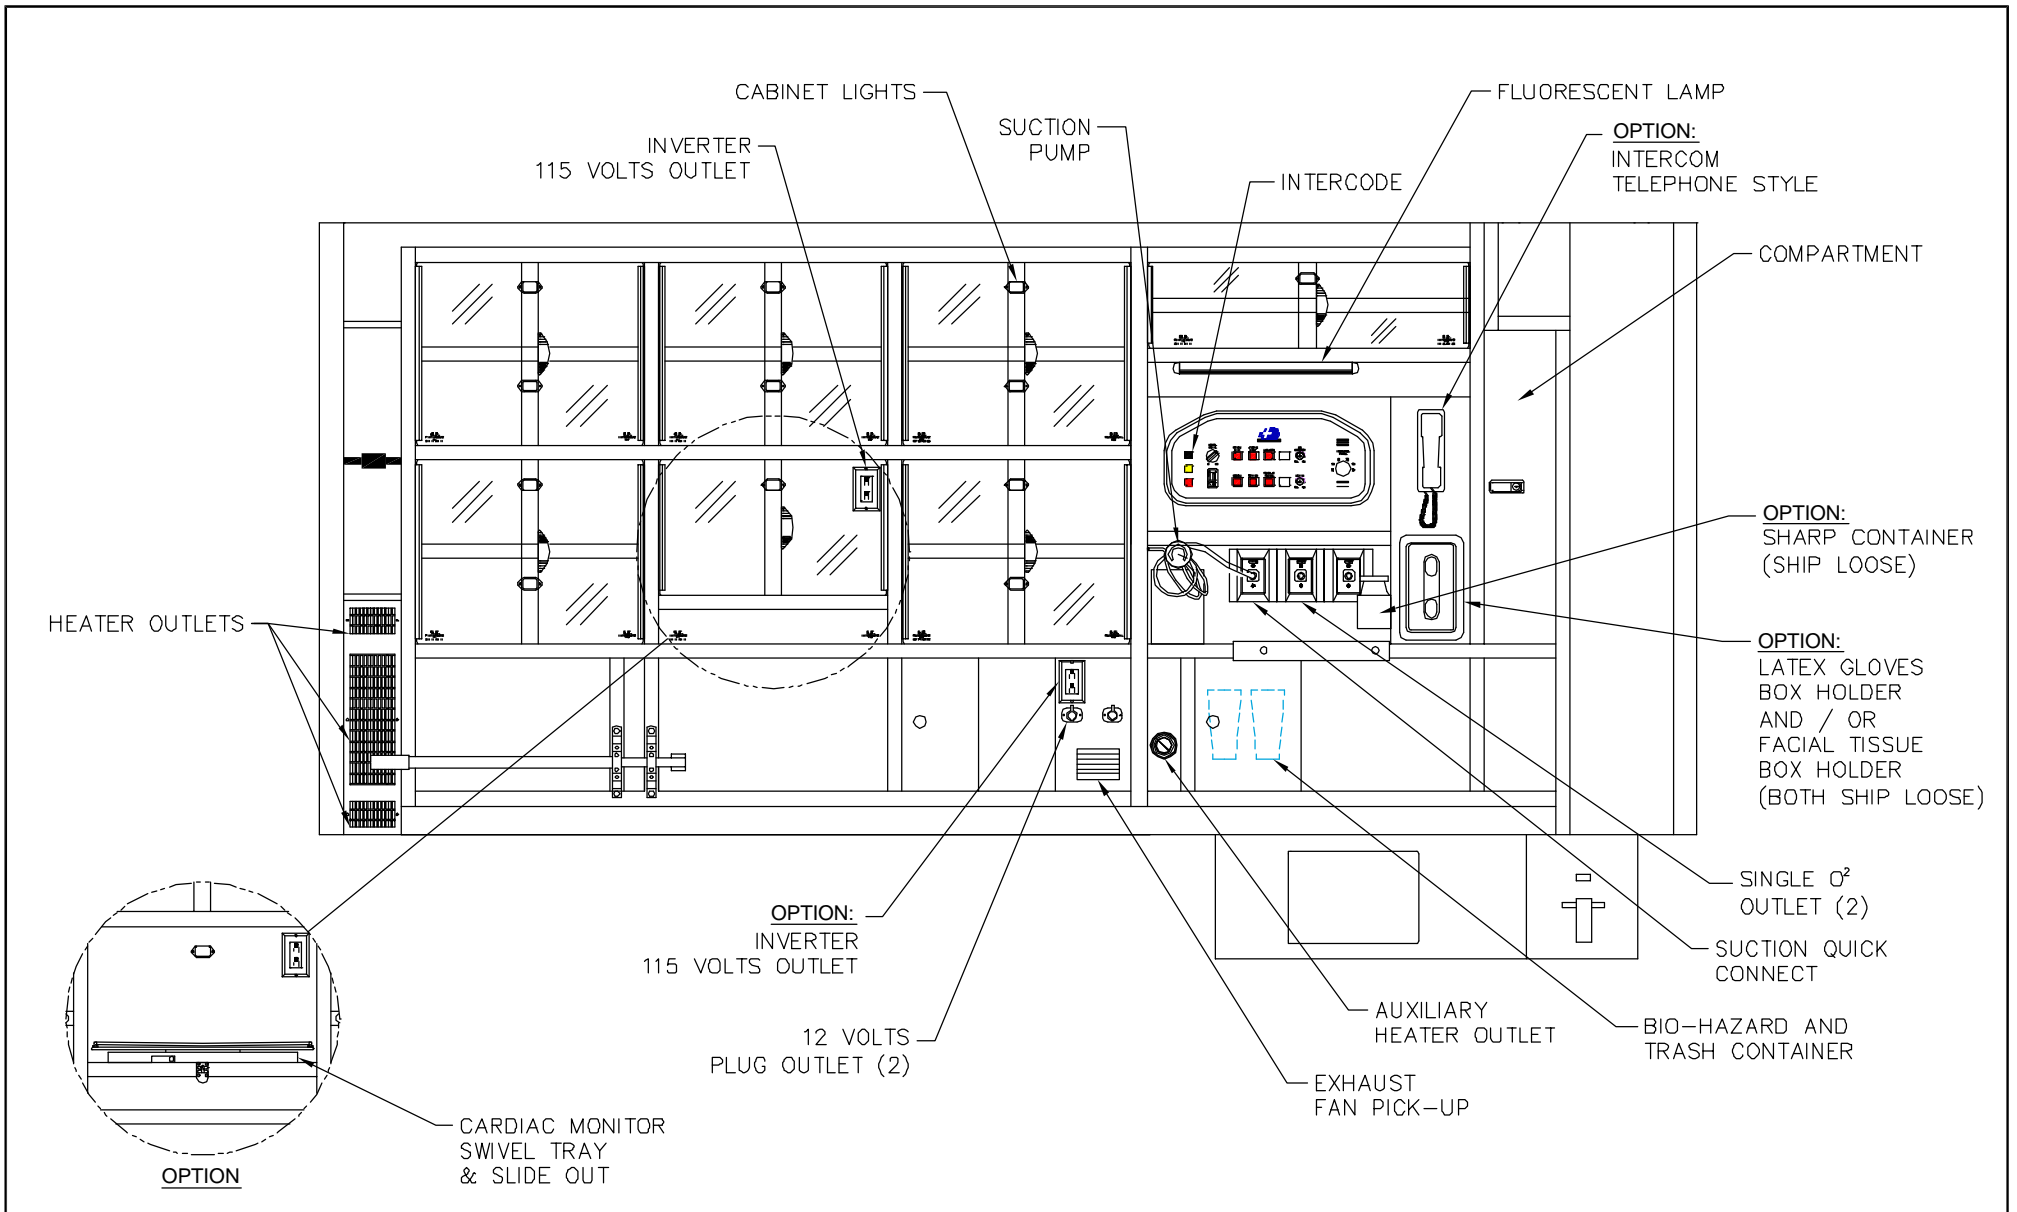 CABINET LIGHTS
INVERTER
115 VOLTS OUTLET
SUCTION
PUMP
INTERCODE
FLUORESCENT LAMP
OPTION:
INTERCOM
TELEPHONE STYLE
COMPARTMENT
OPTION:
SHARP CONTAINER
(SHIP LOOSE)
HEATER OUTLETS
OPTION:
LATEX GLOVES
BOX HOLDER
AND / OR
FACIAL TISSUE
BOX HOLDER
(BOTH SHIP LOOSE)
SINGLE O²
OUTLET (2)
SUCTION QUICK
CONNECT
BIO-HAZARD AND
TRASH CONTAINER
AUXILIARY
HEATER OUTLET
EXHAUST
FAN PICK-UP
OPTION:
INVERTER
115 VOLTS OUTLET
12 VOLTS
PLUG OUTLET (2)
CARDIAC MONITOR
SWIVEL TRAY
& SLIDE OUT
OPTION